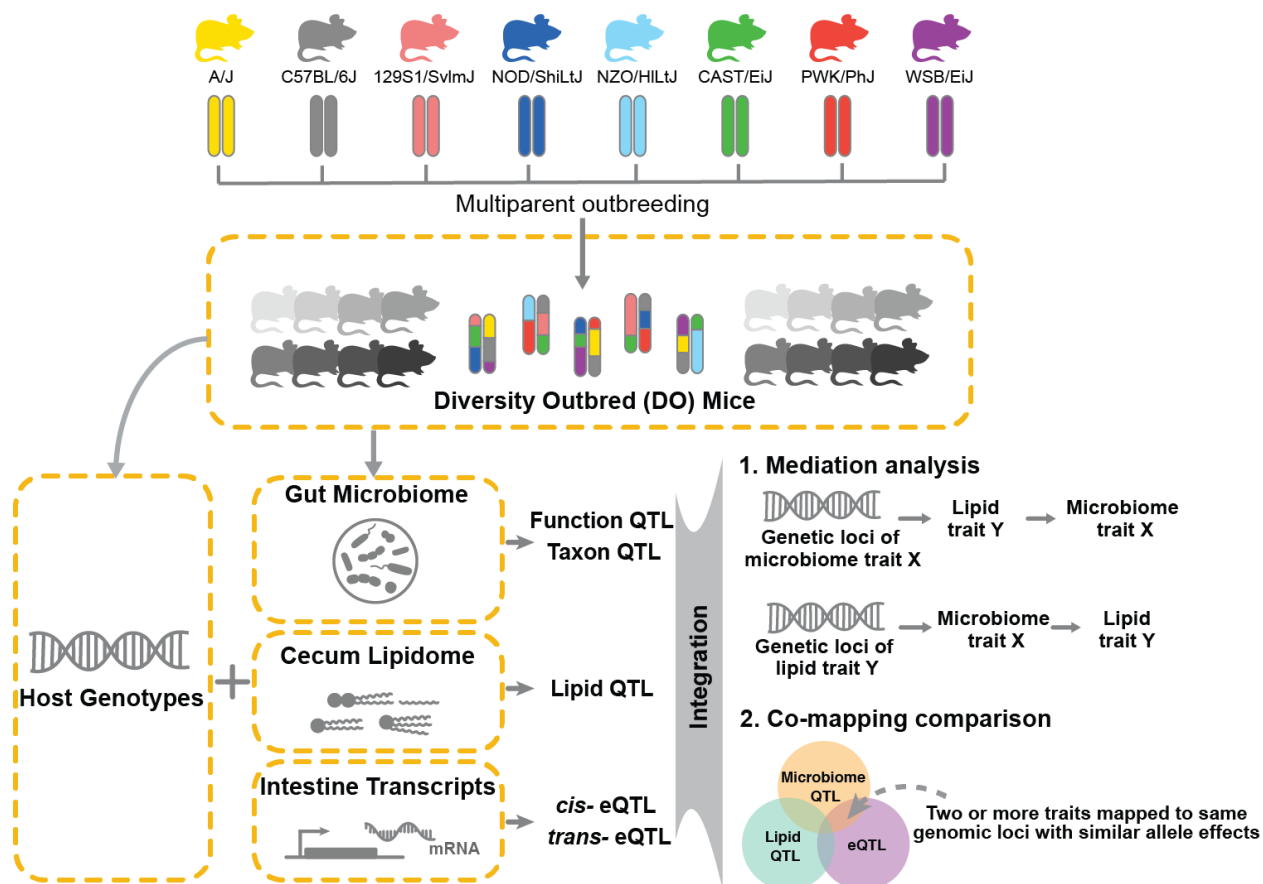 A/J
C57BL/6J
129S1/SvlmJ
NOD/ShiLtJ
NZO/HlLtJ
CAST/EiJ
PWK/PhJ
WSB/EiJ
Multiparent outbreeding
Diversity Outbred (DO) Mice
Host Genotypes
+
Gut Microbiome
Function QTL
Taxon QTL
Cecum Lipidome
Lipid QTL
Intestine Transcripts
mRNA
cis- eQTL
trans- eQTL
Integration
1. Mediation analysis
Genetic loci of
microbiome trait X
Lipid
trait Y
Microbiome
trait X
Genetic loci of
lipid trait Y
Microbiome
trait X
Lipid
trait Y
2. Co-mapping comparison
Microbiome
QTL
Lipid
QTL
eQTL
Two or more traits mapped to same
genomic loci with similar allele effects